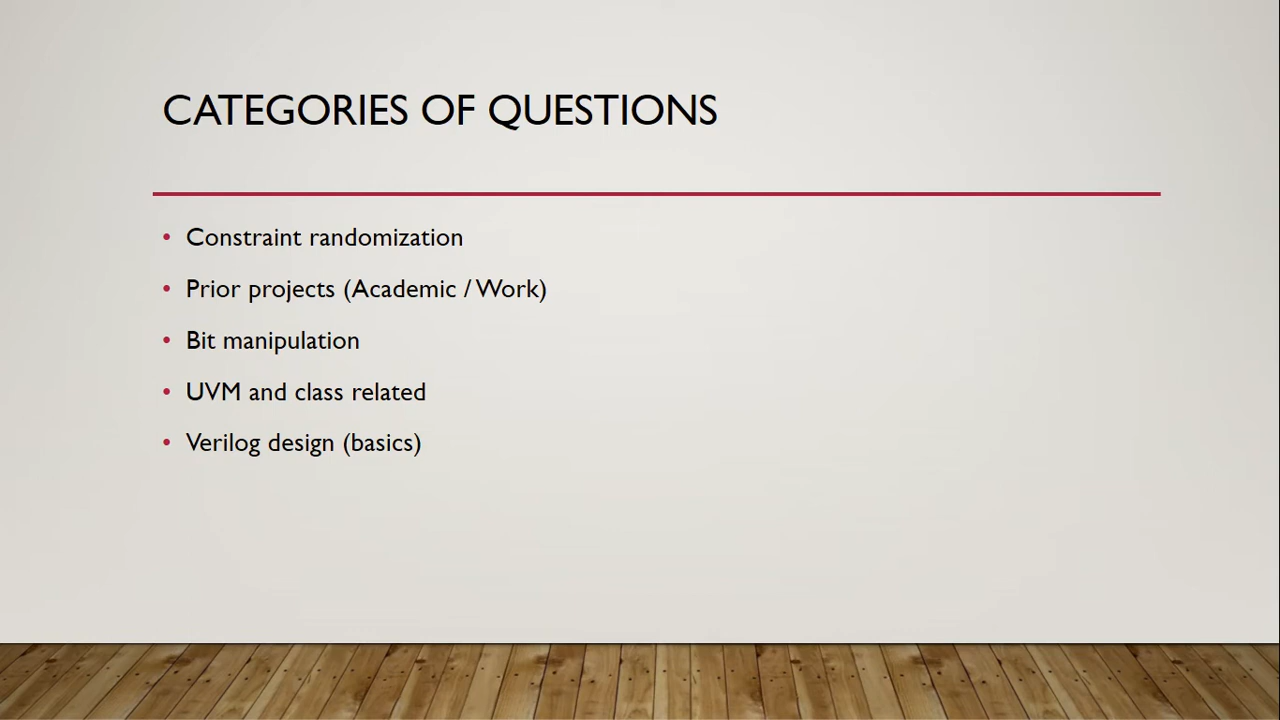 CATEGORIES OF QUESTIONS
• Constraint randomization
• Prior projects (Academic / Work)
• Bit manipulation
• UVM and class related
• Verilog design (basics)